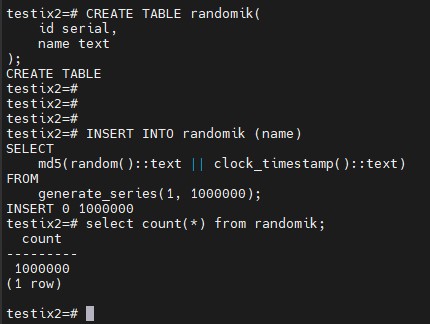 testix2=# CREATE TABLE randomik(
    id serial,
    name text
);
CREATE TABLE
testix2=#
testix2=#
testix2=#
testix2=# INSERT INTO randomik (name)
SELECT
    md5(random()::text || clock_timestamp()::text)
FROM
    generate_series(1, 1000000);
INSERT 0 1000000
testix2=# select count(*) from randomik;
  count
---------
 1000000
(1 row)

testix2=#